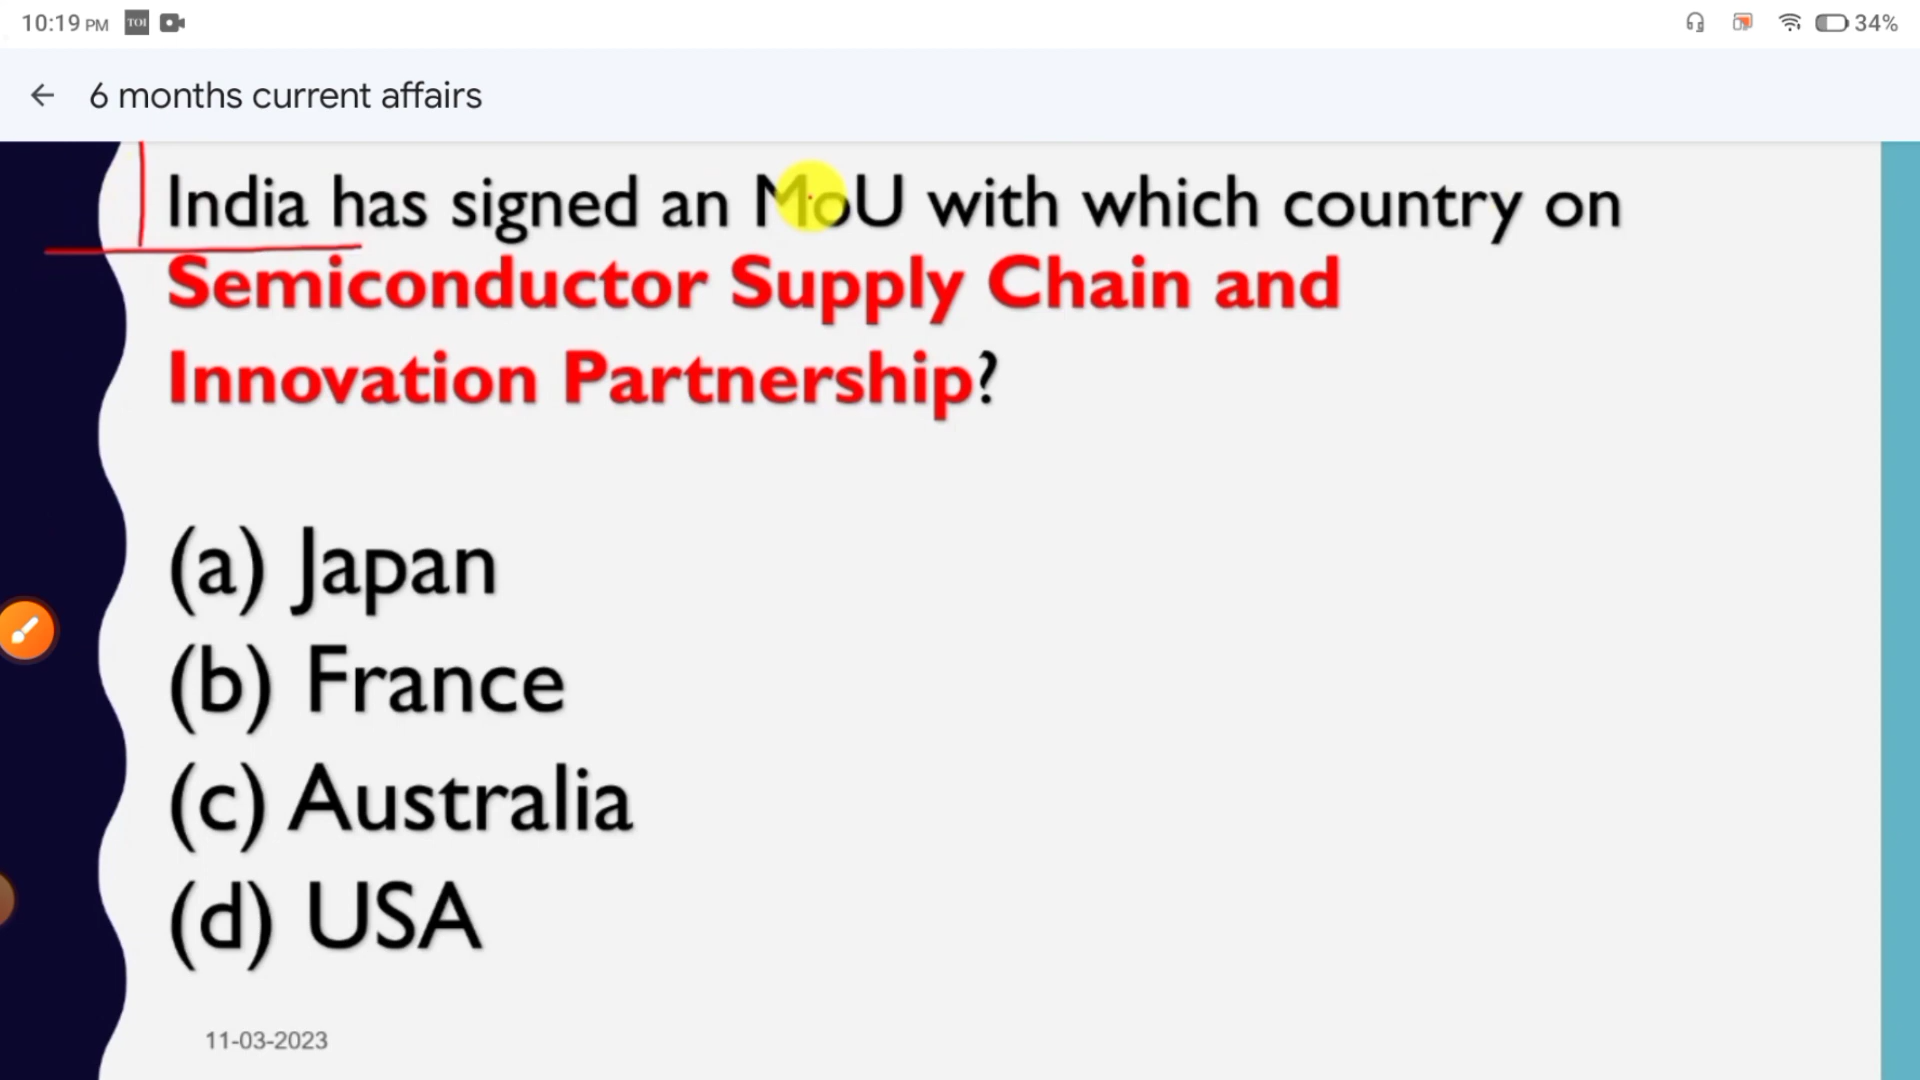 10:19 PM TOI 34%
6 months current affairs
India has signed an MoU with which country on
Semiconductor Supply Chain and
Innovation Partnership?
(a) Japan
(b) France
(c) Australia
(d) USA
11-03-2023